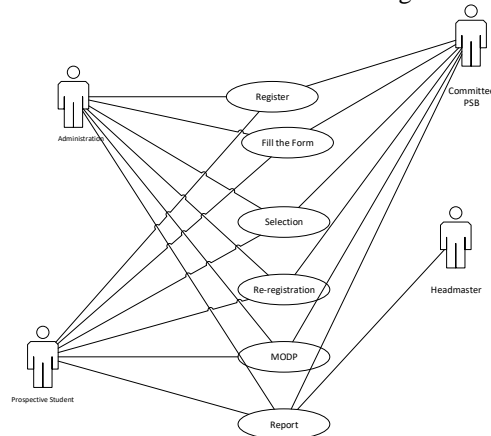 Register
Committee
PSB
Administration
Fill the Form
Selection
Re-registration
Headmaster
MODP
Prospective Student
Report